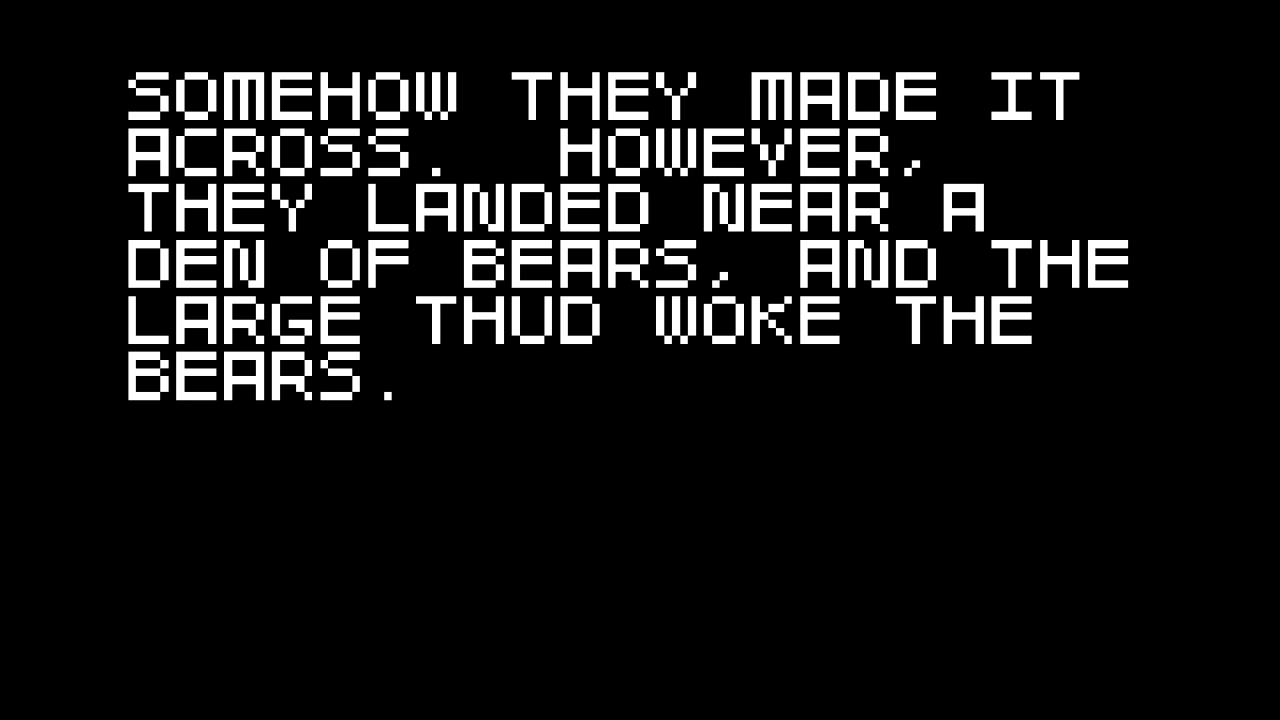 SOMEHOW THEY MADE IT
ACROSS.  HOWEVER,
THEY LANDED NEAR A
DEN OF BEARS, AND THE
LARGE THUD WOKE THE
BEARS.